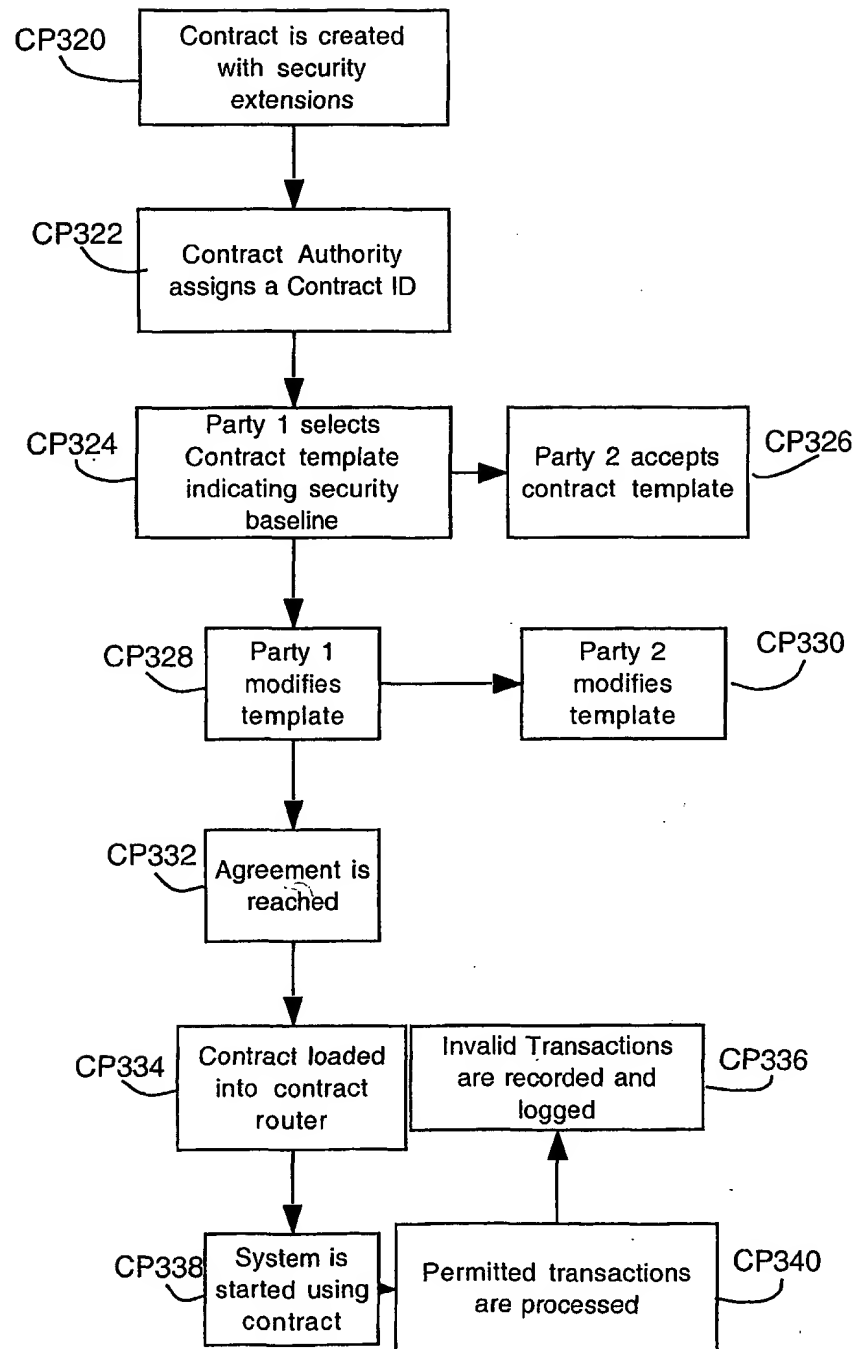 CP320
Contract is created
with security
extensions
CP322
Contract Authority
assigns a Contract ID
CP324
Party 1 selects
Contract template
indicating security
baseline
Party 2 accepts
contract template
CP326
CP328
Party 1
modifies
template
Party 2
modifies
template
CP330
CP332
Agreement is
reached
CP334
Contract loaded
into contract
router
Invalid Transactions
are recorded and
logged
CP336
CP338
System is
started using
contract
Permitted transactions
are processed
CP340